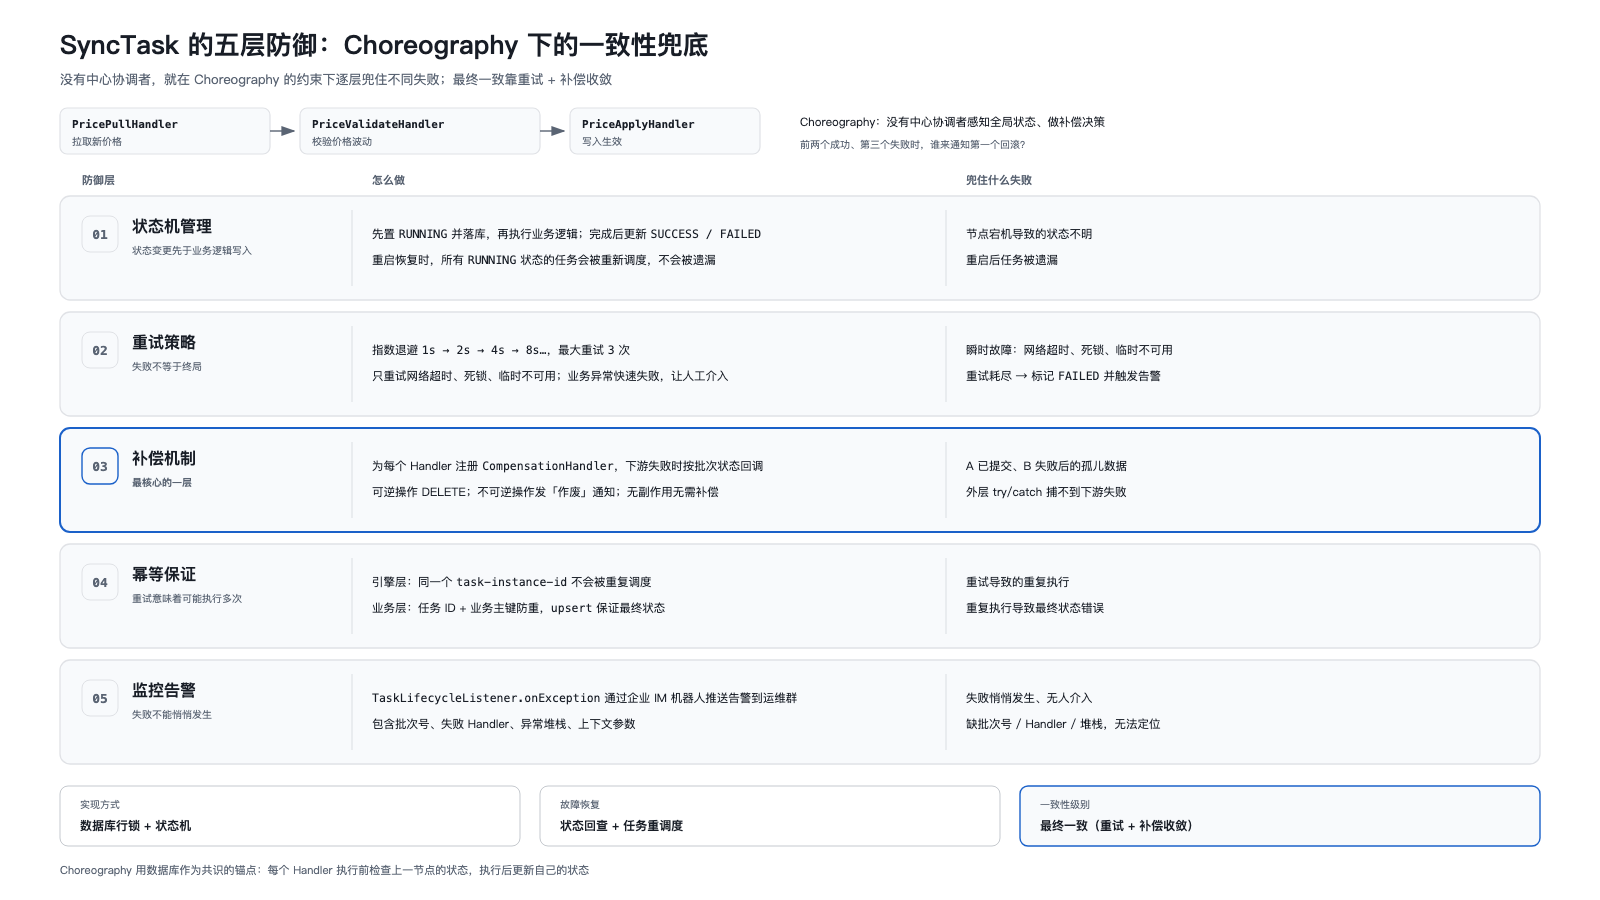 SyncTask 的五层防御：Choreography 下的一致性兜底
没有中心协调者，就在 Choreography 的约束下逐层兜住不同失败；最终一致靠重试 + 补偿收敛
PricePullHandler
拉取新价格
PriceValidateHandler
校验价格波动
PriceApplyHandler
写入生效
Choreography：没有中心协调者感知全局状态、做补偿决策
前两个成功、第三个失败时，谁来通知第一个回滚？
防御层
怎么做
兜住什么失败
01
状态机管理
状态变更先于业务逻辑写入
先置 RUNNING 并落库，再执行业务逻辑；完成后更新 SUCCESS / FAILED
重启恢复时，所有 RUNNING 状态的任务会被重新调度，不会被遗漏
节点宕机导致的状态不明
重启后任务被遗漏
02
重试策略
失败不等于终局
指数退避 1s → 2s → 4s → 8s…，最大重试 3 次
只重试网络超时、死锁、临时不可用；业务异常快速失败，让人工介入
瞬时故障：网络超时、死锁、临时不可用
重试耗尽 → 标记 FAILED 并触发告警
03
补偿机制
最核心的一层
为每个 Handler 注册 CompensationHandler，下游失败时按批次状态回调
可逆操作 DELETE；不可逆操作发「作废」通知；无副作用无需补偿
A 已提交、B 失败后的孤儿数据
外层 try/catch 捕不到下游失败
04
幂等保证
重试意味着可能执行多次
引擎层：同一个 task-instance-id 不会被重复调度
业务层：任务 ID + 业务主键防重，upsert 保证最终状态
重试导致的重复执行
重复执行导致最终状态错误
05
监控告警
失败不能悄悄发生
TaskLifecycleListener.onException 通过企业 IM 机器人推送告警到运维群
包含批次号、失败 Handler、异常堆栈、上下文参数
失败悄悄发生、无人介入
缺批次号 / Handler / 堆栈，无法定位
实现方式
数据库行锁 + 状态机
故障恢复
状态回查 + 任务重调度
一致性级别
最终一致（重试 + 补偿收敛）
Choreography 用数据库作为共识的锚点：每个 Handler 执行前检查上一节点的状态，执行后更新自己的状态